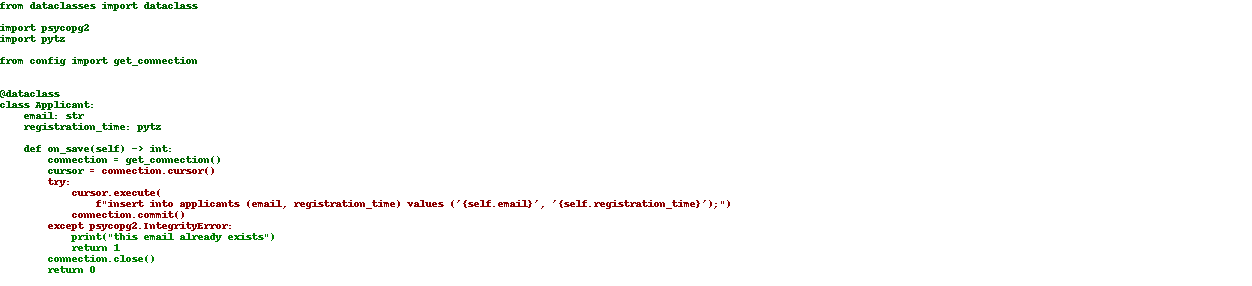 from dataclasses import dataclass

import psycopg2
import pytz

from config import get_connection


@dataclass
class Applicant:
    email: str
    registration_time: pytz

    def on_save(self) -> int:
        connection = get_connection()
        cursor = connection.cursor()
        try:
            cursor.execute(
                f"insert into applicants (email, registration_time) values ('{self.email}', '{self.registration_time}');")
            connection.commit()
        except psycopg2.IntegrityError:
            print("this email already exists")
            return 1
        connection.close()
        return 0